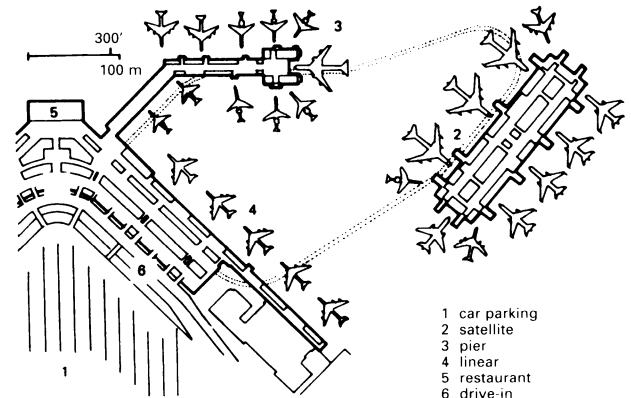 3
300'
100 m
5
2
4
6
1
1 car parking
2 satellite
3 pier
4 linear
5 restaurant
6 drive-in